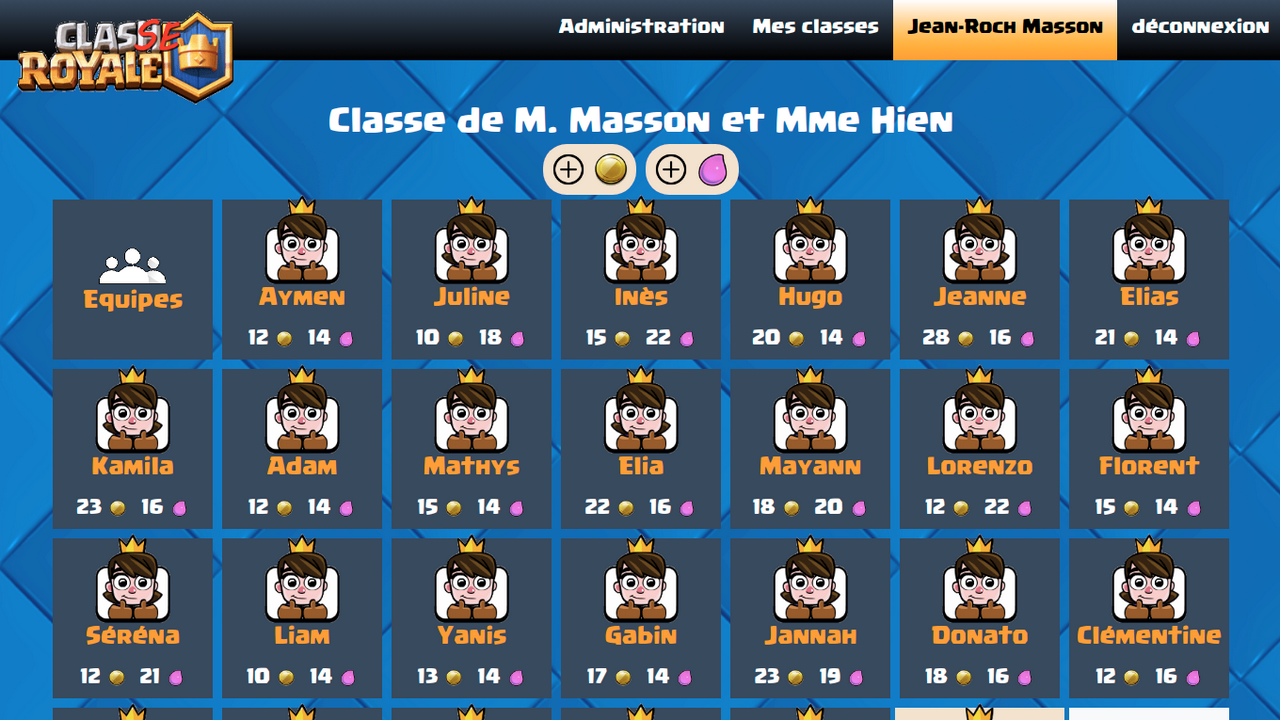 CLASSE
ROYALE
Administration Mes classes Jean-Roch Masson déconnexion
Classe de M. Masson et Mme Hien
Equipes Aymen Juline Inès Hugo Jeanne Elias
12 14 10 18 15 22 20 14 28 16 21 14
Kamila Adam Mathys Elia Mayann Lorenzo Florent
23 16 12 14 15 14 22 16 18 20 12 22 15 14
Séréna Liam Yanis Gabin Jannah Donato Clémentine
12 21 10 14 13 14 17 14 23 19 18 16 12 16